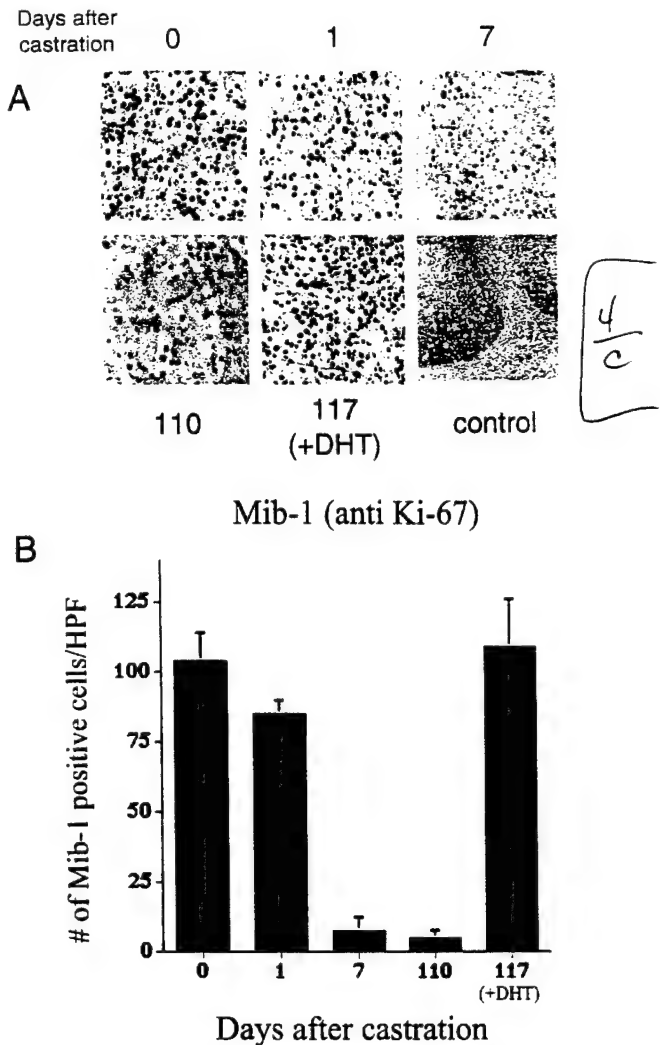 Days after
castration 0 1 7
A
110 117 control
(+DHT)
4
C
Mib-1 (anti Ki-67)
B
# of Mib-1 positive cells/HPF
125
100
75
50
25
0
0 1 7 110 117
(+DHT)
Days after castration